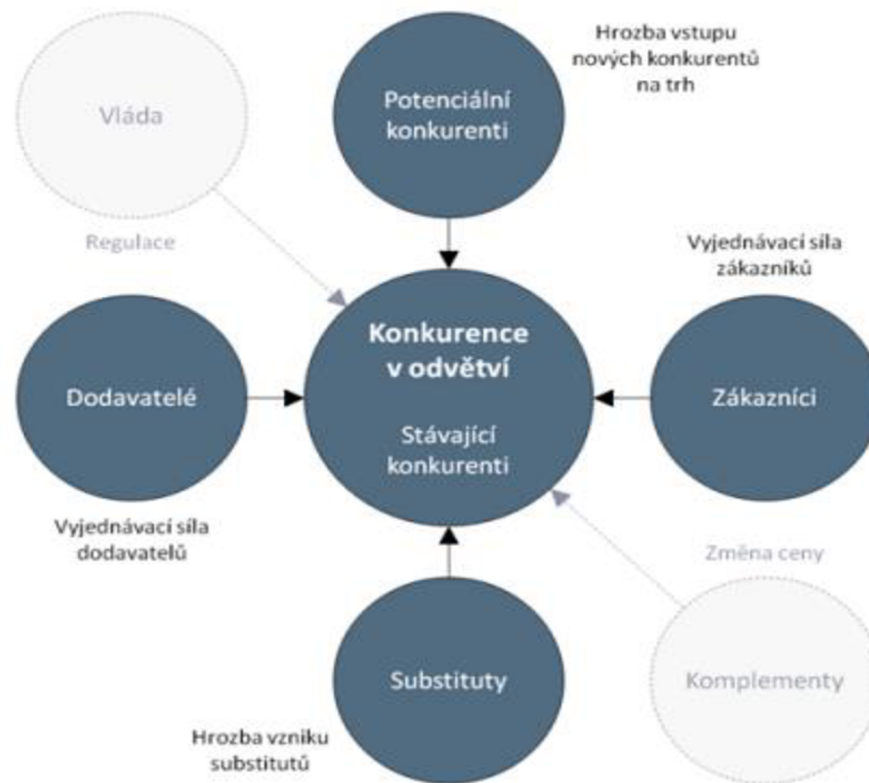 Hrozba vstupu
nových konkurentů
na trh
Vláda
Potenciální
konkurenti
Regulace
Vyjednávací síla
zákazníků
Konkurence
v odvětví
Dodavatelé
Zákazníci
Stávající
konkurenti
Vyjednávací síla
dodavatelů
Změna ceny
Substituty
Komplementy
Hrozba vzniku
substitutů